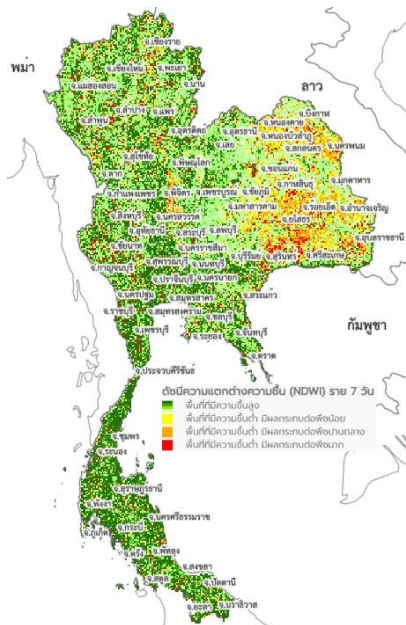 จ.เชียงราย
พม่า
จ.เชียงใหม่
จ.พะเยา
จ.แม่ฮ่องสอน
จ.น่าน
ลาว
จ.ลำปาง
จ.แพร่
จ.ลำพูน
จ.อุตรดิตถ์
จ.บึงกาฬ
จ.หนองคาย
จ.อุดรธานี
จ.หนองบัวลำภู
จ.นครพนม
จ.เลย
จ.สกลนคร
จ.สุโขทัย
จ.พิษณุโลก
จ.ตาก
จ.ขอนแก่น
จ.มุกดาหาร
จ.กาฬสินธุ์
จ.กำแพงเพชร
จ.พิจิตร
จ.เพชรบูรณ์
จ.ชัยภูมิ
จ.มหาสารคาม
จ.ร้อยเอ็ด
จ.อำนาจเจริญ
จ.สิงห์บุรี
จ.นครสวรรค์
จ.ยโสธร
จ.อุทัยธานี
จ.สระบุรี
จ.ลพบุรี
จ.อุบลราชธานี
จ.ชัยนาท
จ.นครราชสีมา
จ.บุรีรัมย์
จ.สุรินทร์
จ.ศรีสะเกษ
จ.สุพรรณบุรี
จ.นนทบุรี
จ.กาญจนบุรี
จ.ปราจีนบุรี
จ.นครนายก
จ.สระแก้ว
จ.นครปฐม
จ.สมุทรสาคร
จ.ราชบุรี
จ.สมุทรสงคราม
จ.ชลบุรี
กัมพูชา
จ.เพชรบุรี
จ.ระยอง
จ.จันทบุรี
จ.ตราด
จ.ประจวบคีรีขันธ์
ดัชนีความแตกต่างความชื้น (NDWI) ราย 7 วัน
พื้นที่ที่มีความชื้นสูง
พื้นที่ที่มีความชื้นต่ำ มีผลกระทบต่อพืชน้อย
พื้นที่ที่มีความชื้นต่ำ มีผลกระทบต่อพืชปานกลาง
พื้นที่ที่มีความชื้นต่ำ มีผลกระทบต่อพืชมาก
จ.ชุมพร
จ.ระนอง
จ.สุราษฎร์ธานี
จ.พังงา
จ.นครศรีธรรมราช
จ.กระบี่
จ.ภูเก็ต
จ.ตรัง
จ.พัทลุง
จ.สงขลา
จ.สตูล
จ.ปัตตานี
จ.ยะลา
จ.นราธิวาส